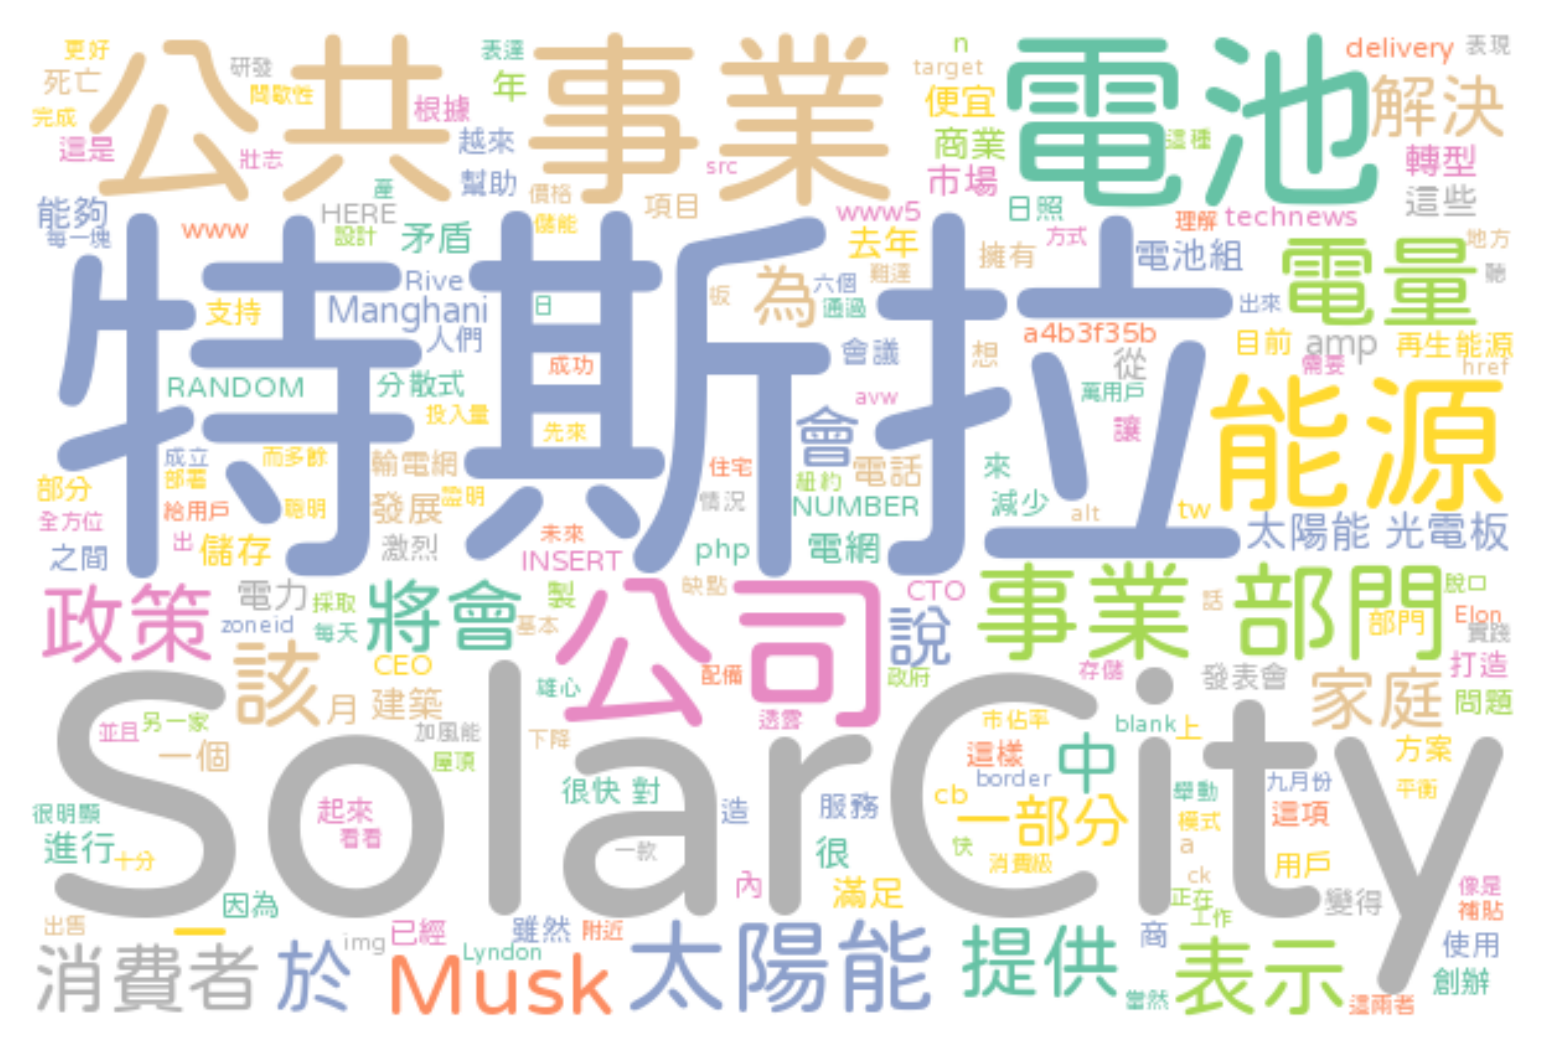 更好
表達
n
delivery
表現
死亡
研發
公共事業
年
target
電池
解決
間歇性
便宜
完成
根據
這是
壯志
越來
商業
這種
轉型
src
市場
幫助
產
價格
項目
這些
能夠
HERE
www5
日照
理解
technews
每一塊
www
設計
矛盾
儲能
去年
方式
地方
特斯拉
擁有
電池組
電量
聽
Rive
為
六個
難達
支持
Manghani
日
板
通過
出來
人們
會議
a4b3f35b
目前
amp
再生能源
成功
想
從
需要
href
RANDOM
分散式
萬用戶
avw
能源
投入量
先來
會
讓
成立
而多餘
輸電網
住宅
電話
來
部署
紐約
部分
給用戶
聰明
發展
證明
情況
NUMBER
減少
alt
tw
全方位
出
儲存
激烈
未來
太陽能
光電板
之間
INSERT
php
電網
政策
電力
採取
將會
製
缺點
CTO
事業
部門
脫口
公司
說
話
Elon
zoneid
每天
基本
部門
實踐
該
CEO
配備
政府
存儲
發表會
打造
雄心
家庭
月
建築
問題
SolarCity
透露
市佔率
blank
上
並且
另一家
加風能
下降
這樣
中
方案
一個
屋頂
很快
對
border
九月份
平衡
很明顯
起來
造
服務
cb
一部分
舉動
這項
看看
模式
進行
十分
一款
很
快
消費級
a
用戶
ck
內
滿足
正在
變得
像是
因為
工作
補貼
出售
一
已經
雖然
附近
商
使用
消費者
於
img
Lyndon
太陽能
提供
表示
Musk
創辦
當然
這兩者